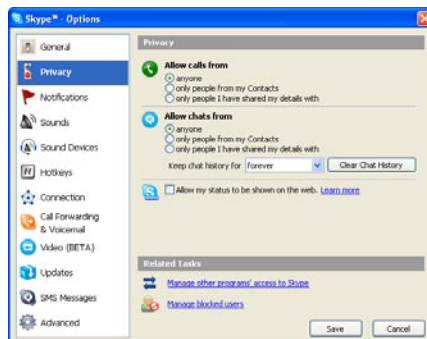 Skype™ - Options
General
Privacy
Notifications
Sounds
Sound Devices
Hotkeys
Connection
Call Forwarding
& Voicemail
Video (BETA)
Updates
SMS Messages
Advanced
Privacy
Allow calls from
anyone
only people from my Contacts
only people I have shared my details with
Allow chats from
anyone
only people from my Contacts
only people I have shared my details with
Keep chat history for forever Clear Chat History
Allow my status to be shown on the web. Learn more
Related Tasks
Manage other programs' access to Skype
Manage blocked users
Save Cancel